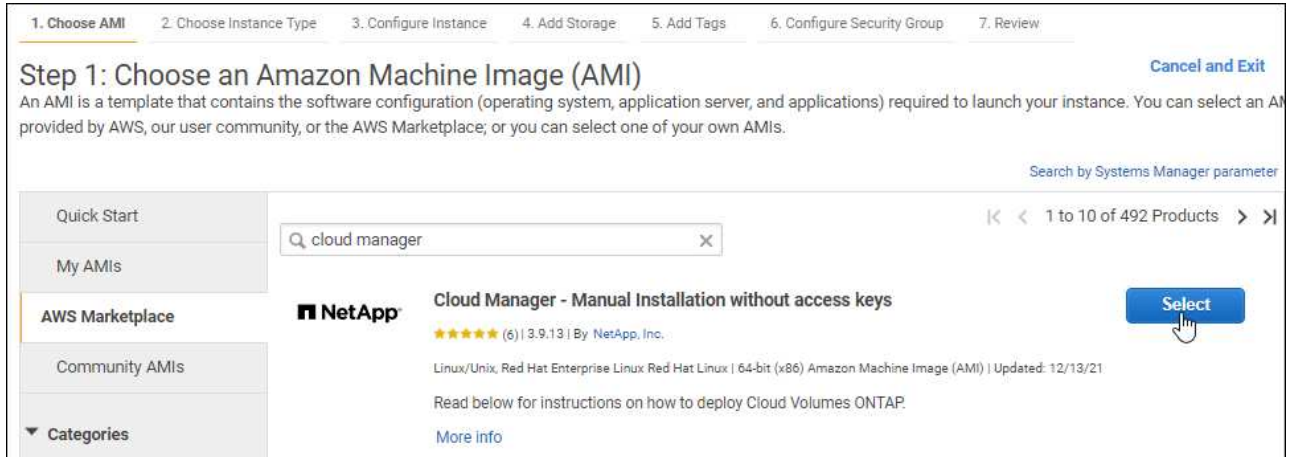 1. Choose AMI 2. Choose Instance Type 3. Configure Instance 4. Add Storage 5. Add Tags 6. Configure Security Group 7. Review
Step 1: Choose an Amazon Machine Image (AMI)
Cancel and Exit
An AMI is a template that contains the software configuration (operating system, application server, and applications) required to launch your instance. You can select an
provided by AWS, our user community, or the AWS Marketplace; or you can select one of your own AMIs.
Search by Systems Manager parameter
Quick Start
My AMIs
AWS Marketplace
Community AMIs
Categories
cloud manager
1 to 10 of 492 Products
NetApp
Cloud Manager - Manual Installation without access keys
Select
(6) | 3.9.13 | By NetApp, Inc.
Linux/Unix, Red Hat Enterprise Linux Red Hat Linux | 64-bit (x86) Amazon Machine Image (AMI) | Updated: 12/13/21
Read below for instructions on how to deploy Cloud Volumes ONTAP.
More info